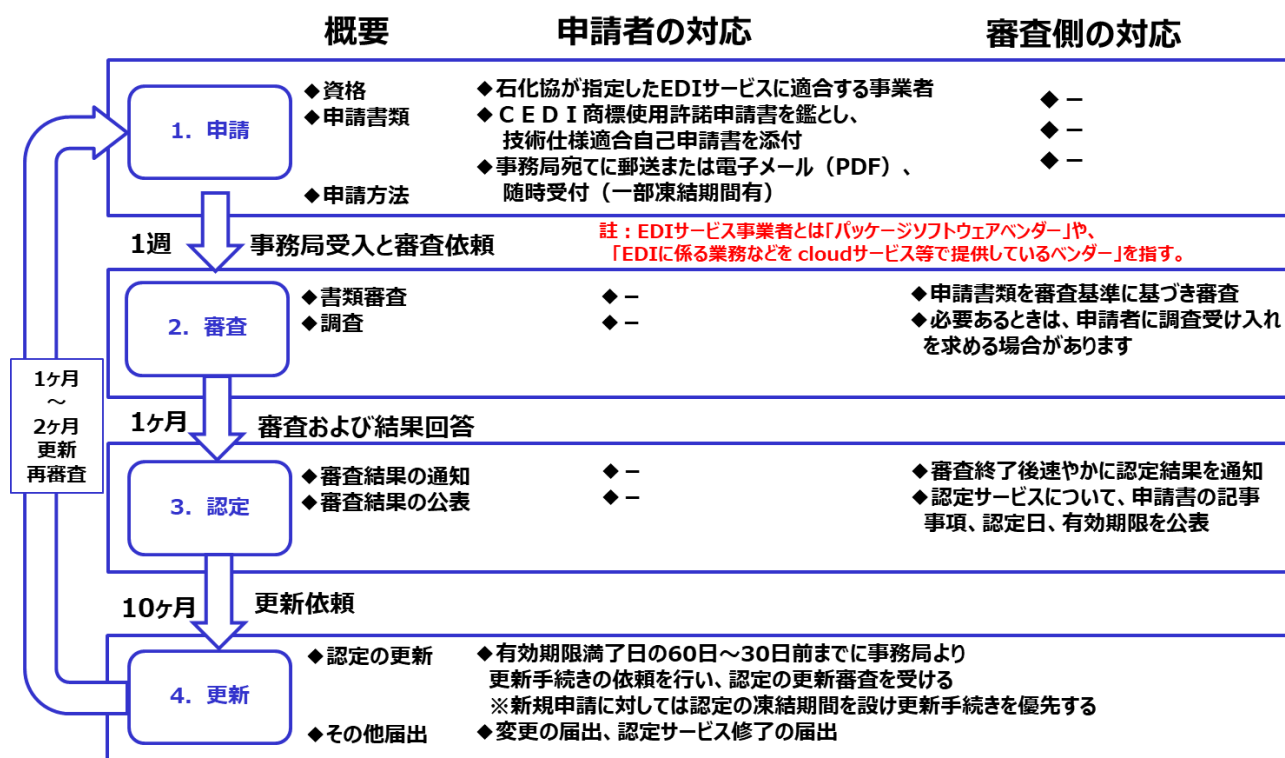 概要 申請者の対応 審査側の対応
1. 申請
◆資格
◆申請書類
◆申請方法
◆石化協が指定したEDIサービスに適合する事業者
◆ＣＥＤＩ商標使用許諾申請書を鑑とし、
技術仕様適合自己申請書を添付
◆事務局宛てに郵送または電子メール（PDF）、
随時受付（一部凍結期間有）
◆－
◆－
◆－
1週 事務局受入と審査依頼
註：EDIサービス事業者とは「パッケージソフトウェアベンダー」や、
「EDIに係る業務などを cloudサービス等で提供しているベンダー」を指す。
2. 審査
◆書類審査
◆調査
◆－
◆－
◆申請書類を審査基準に基づき審査
◆必要あるときは、申請者に調査受け入れ
を求める場合があります
1ヶ月 審査および結果回答
3. 認定
◆審査結果の通知
◆審査結果の公表
◆－
◆－
◆審査終了後速やかに認定結果を通知
◆認定サービスについて、申請書の記事
事項、認定日、有効期限を公表
10ヶ月 更新依頼
4. 更新
◆認定の更新
◆その他届出
◆有効期限満了日の60日～30日前までに事務局より
更新手続きの依頼を行い、認定の更新審査を受ける
※新規申請に対しては認定の凍結期間を設け更新手続きを優先する
◆変更の届出、認定サービス修了の届出
1ヶ月
～
2ヶ月
更新
再審査